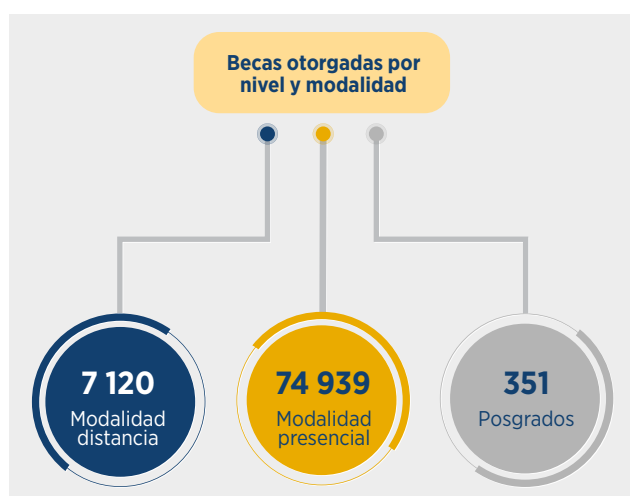 Becas otorgadas por
nivel y modalidad
7 120
Modalidad
distancia
74 939
Modalidad
presencial
351
Posgrados